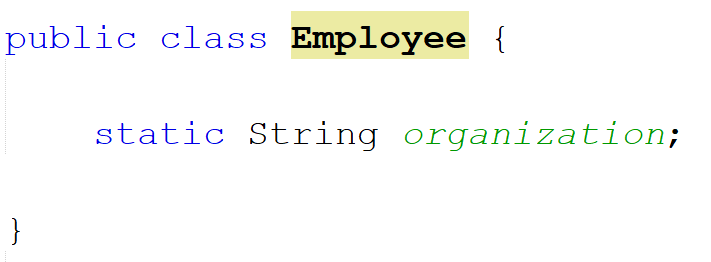 public class Employee {
static String organization;
}